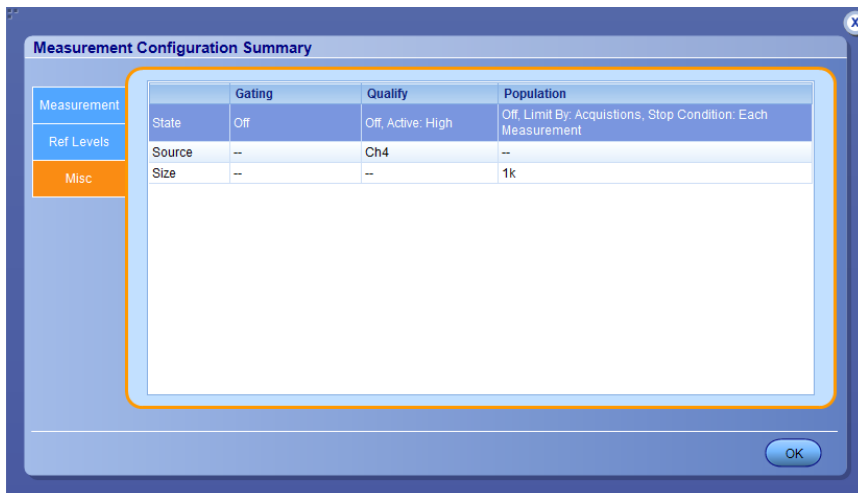 X
Measurement Configuration Summary
Measurement
Ref Levels
Misc
Gating Qualify Population
State Off Off, Active: High Off, Limit By: Acquistions, Stop Condition: Each
Measurement
Source -- Ch4 --
Size -- -- 1k
OK